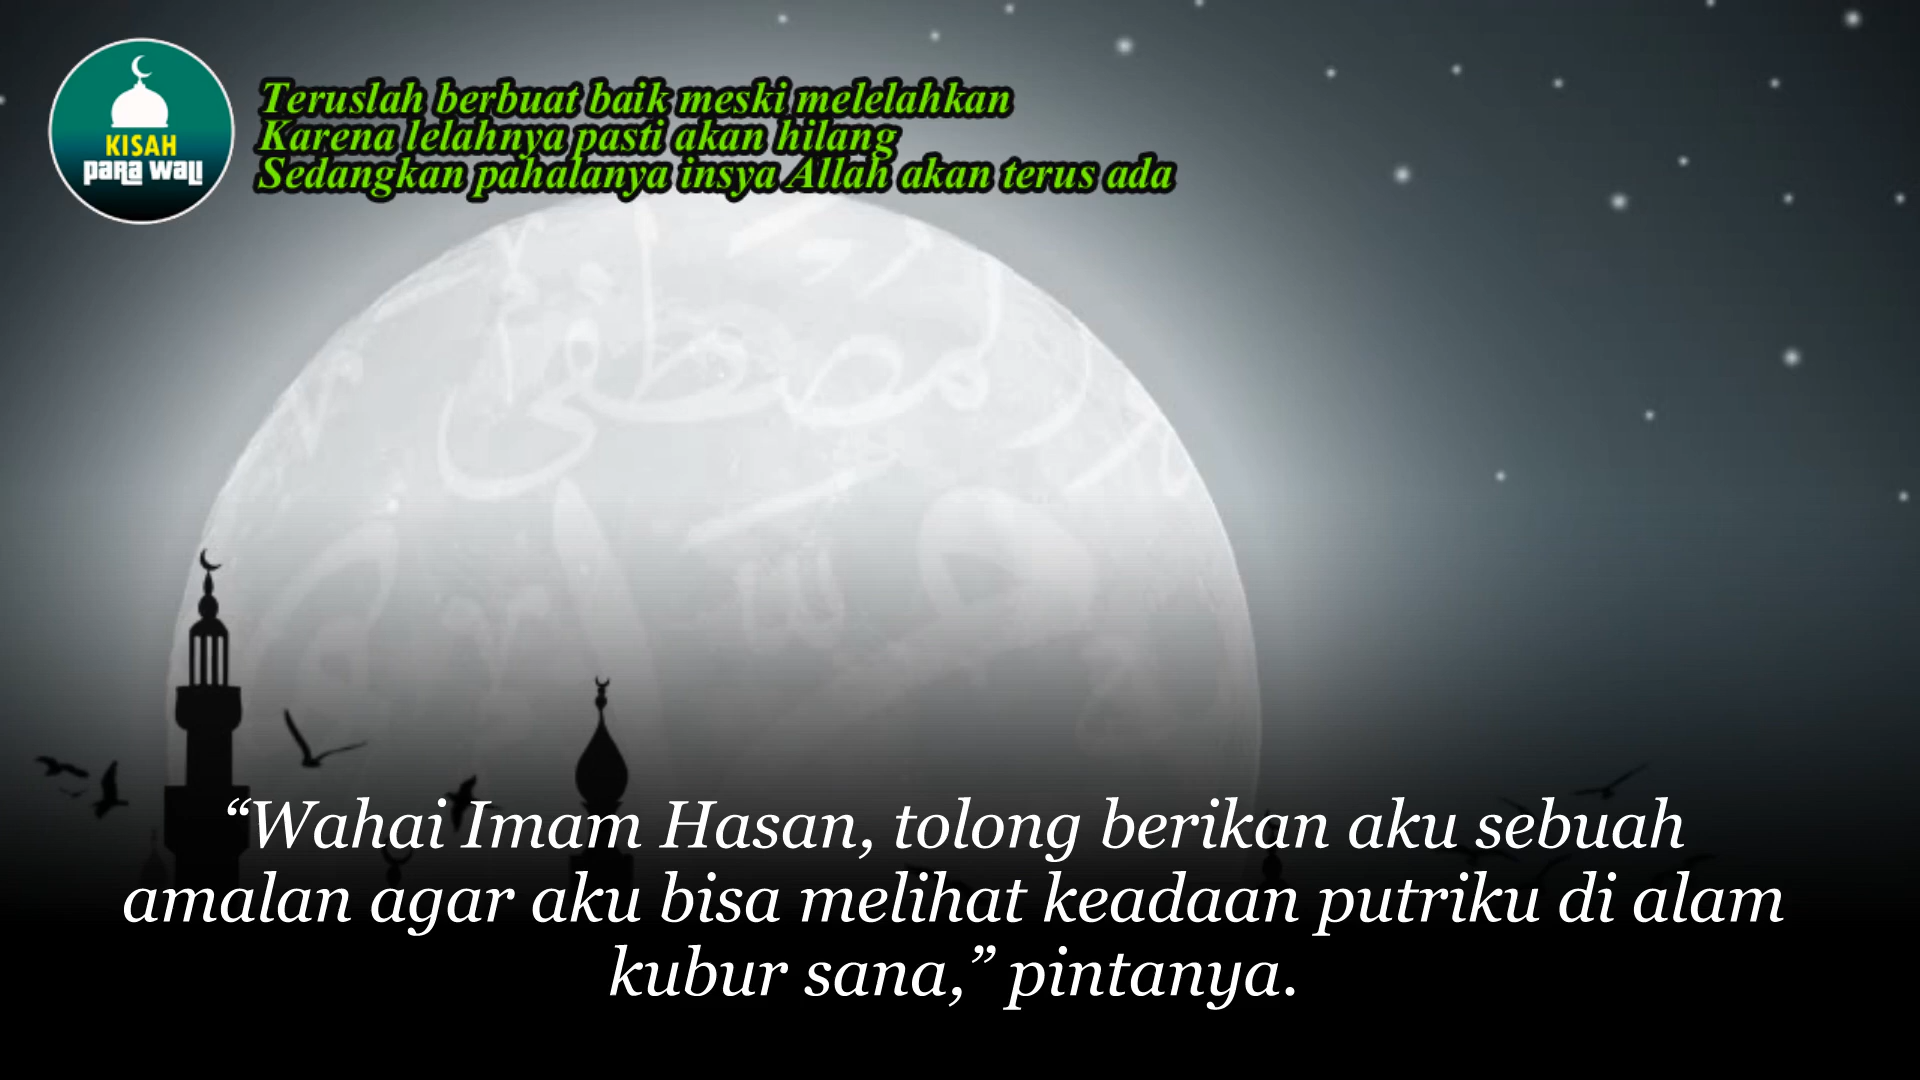 KISAH
PARA WALI
Teruslah berbuat baik meski melelahkan
Karena lelahnya pasti akan hilang
Sedangkan pahalanya insya Allah akan terus ada
المصطفى
“Wahai Imam Hasan, tolong berikan aku sebuah
amalan agar aku bisa melihat keadaan putriku di alam
kubur sana,” pintanya.